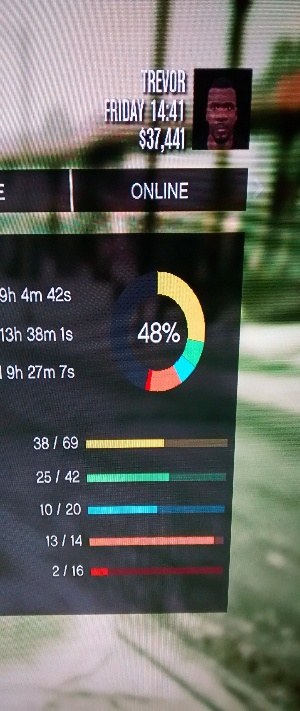 TREVOR
FRIDAY 14:41
$37,441
E ONLINE
9h 4m 42s
13h 38m 1s
9h 27m 7s
48%
38 / 69
25 / 42
10 / 20
13 / 14
2 / 16